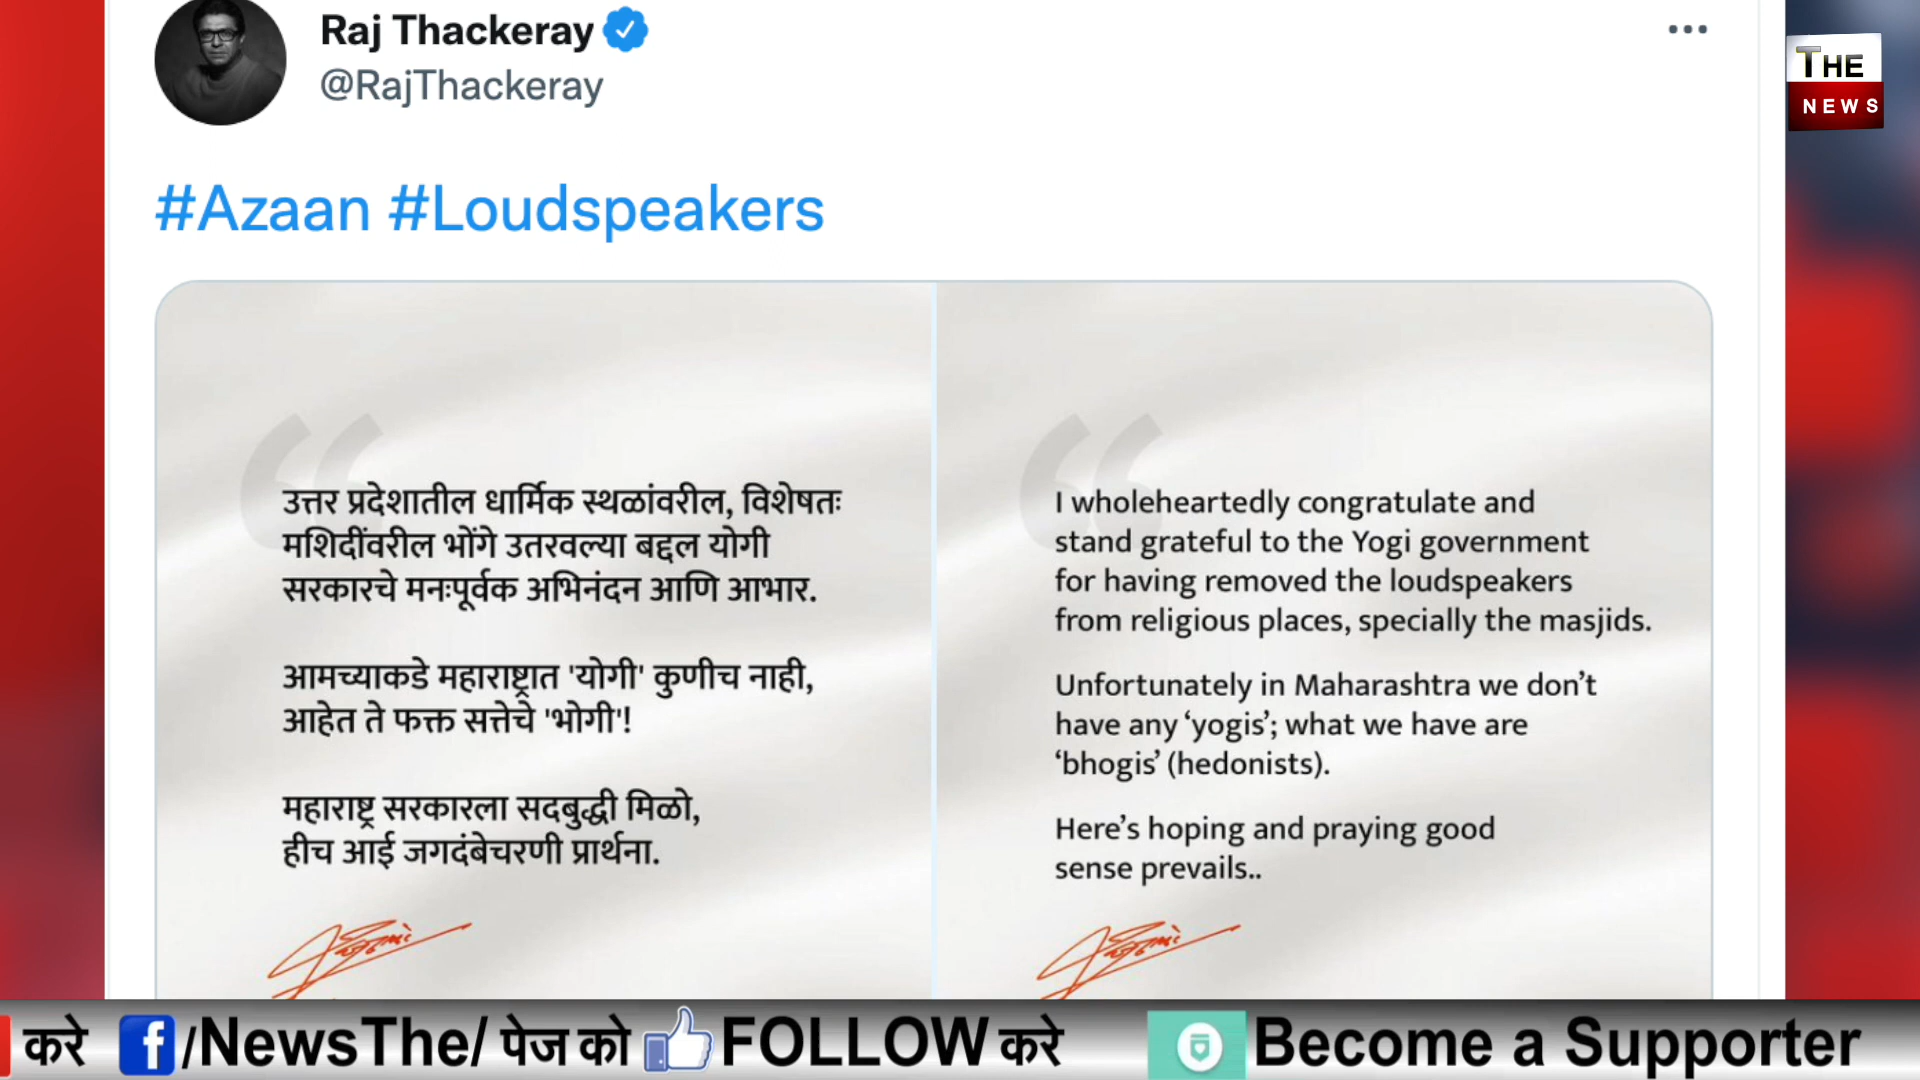 Raj Thackeray
@RajThackeray
THE
NEWS
#Azaan #Loudspeakers
उत्तर प्रदेशातील धार्मिक स्थळांवरील, विशेषतः
मशिदींवरील भोंगे उतरवल्या बद्दल योगी
सरकारचे मनःपूर्वक अभिनंदन आणि आभार.
आमच्याकडे महाराष्ट्रात 'योगी' कुणीच नाही,
आहेत ते फक्त सत्तेचे 'भोगी'!
महाराष्ट्र सरकारला सदबुद्धी मिळो,
हीच आई जगदंबेचरणी प्रार्थना.
I wholeheartedly congratulate and
stand grateful to the Yogi government
for having removed the loudspeakers
from religious places, specially the masjids.
Unfortunately in Maharashtra we don’t
have any ‘yogis’; what we have are
‘bhogis’ (hedonists).
Here’s hoping and praying good
sense prevails..
करे f/NewsThe/ पेज को FOLLOW करे Become a Supporter